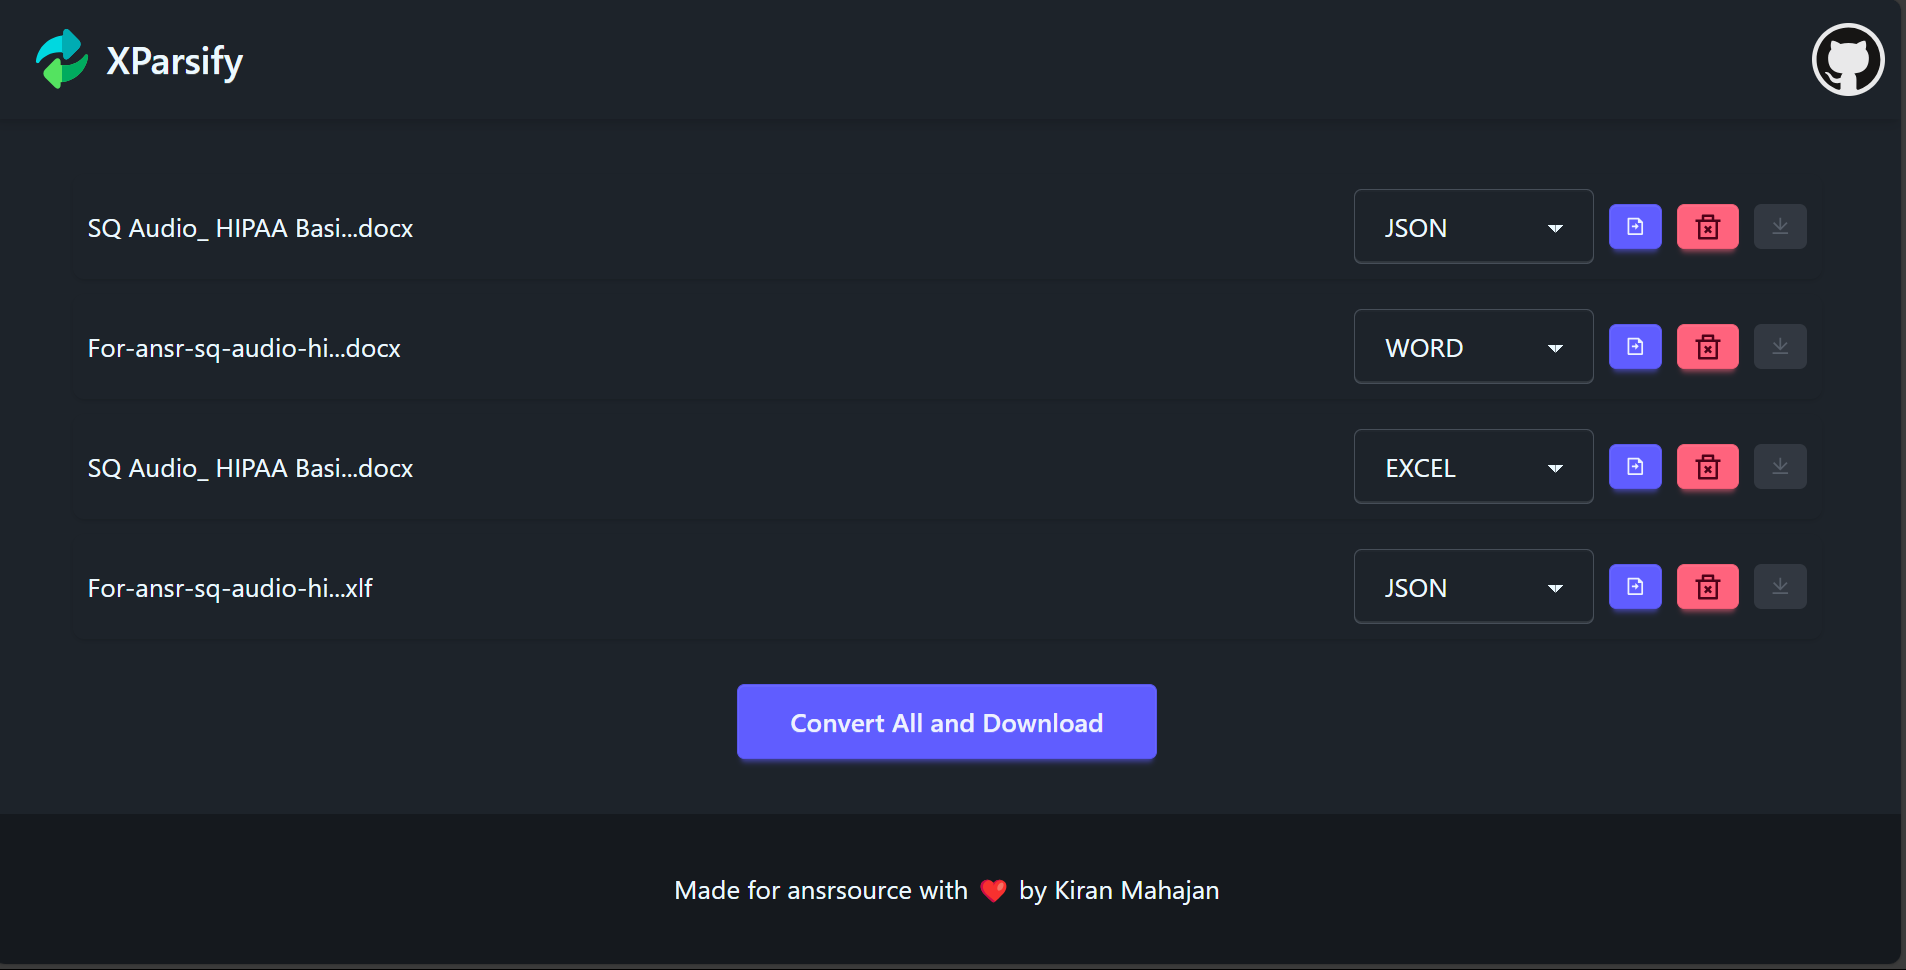 XParsify
SQ Audio_ HIPAA Basi...docx
JSON
For-ansr-sq-audio-hi...docx
WORD
SQ Audio_ HIPAA Basi...docx
EXCEL
For-ansr-sq-audio-hi...xlf
JSON
Convert All and Download
Made for ansrsource with ❤️ by Kiran Mahajan